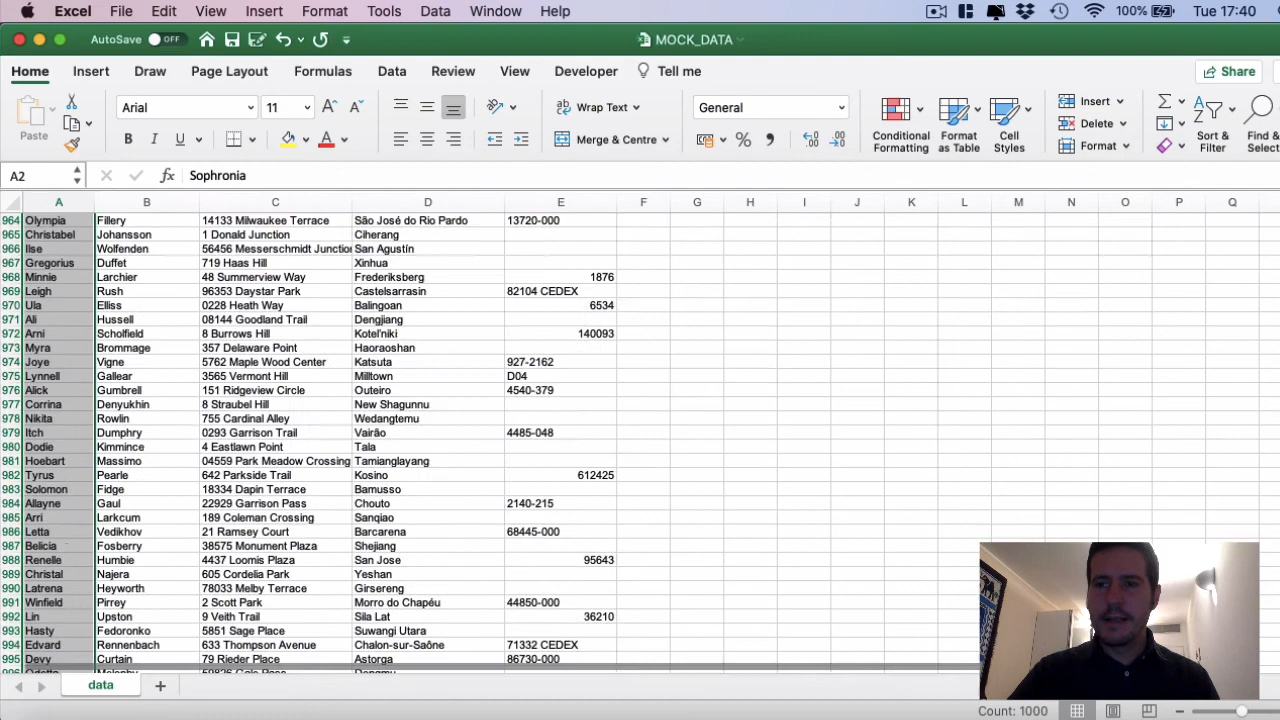 Excel File Edit View Insert Format Tools Data Window Help 100% Tue 17:40
AutoSave OFF MOCK_DATA
Home Insert Draw Page Layout Formulas Data Review View Developer Tell me Share
Paste Arial 11 A^ A˅ Wrap Text General Insert
B I U A Merge & Centre % Conditional Formatting Format as Table Cell Styles Delete Format Sort & Filter Find & Select
A2 fx Sophronia
A B C D E F G H I J K L M N O P Q
964 Olympia Fillery 14133 Milwaukee Terrace São José do Rio Pardo 13720-000
965 Christabel Johansson 1 Donald Junction Ciherang
966 Ilse Wolfenden 56456 Messerschmidt Junction San Agustín
967 Gregorius Duffet 719 Haas Hill Xinhua
968 Minnie Larchier 48 Summerview Way Frederiksberg 1876
969 Leigh Rush 96353 Daystar Park Castelsarrasin 82104 CEDEX
970 Ula Elliss 0228 Heath Way Balingoan 6534
971 Ali Hussell 08144 Goodland Trail Dengjiang
972 Arni Scholfield 8 Burrows Hill Kotel'niki 140093
973 Myra Brommage 357 Delaware Point Haoraoshan
974 Joye Vigne 5762 Maple Wood Center Katsuta 927-2162
975 Lynnell Gallear 3565 Vermont Hill Milltown D04
976 Alick Gumbrell 151 Ridgeview Circle Outeiro 4540-379
977 Corrina Denyukhin 8 Straubel Hill New Shagunnu
978 Nikita Rowlin 755 Cardinal Alley Wedangtemu
979 Itch Dumphry 0293 Garrison Trail Vairão 4485-048
980 Dodie Kimmince 4 Eastlawn Point Tala
981 Hoebart Massimo 04559 Park Meadow Crossing Tamianglayang
982 Tyrus Pearle 642 Parkside Trail Kosino 612425
983 Solomon Fidge 18334 Dapin Terrace Bamusso
984 Allayne Gaul 22929 Garrison Pass Chouto 2140-215
985 Arri Larkcum 189 Coleman Crossing Sanqiao
986 Letta Vedikhov 21 Ramsey Court Barcarena 68445-000
987 Belicia Fosberry 38575 Monument Plaza Shejiang
988 Renelle Humbie 4437 Loomis Plaza San Jose 95643
989 Christal Najera 605 Cordelia Park Yeshan
990 Latrena Heyworth 78033 Melby Terrace Girsereng
991 Winfield Pirrey 2 Scott Park Morro do Chapéu 44850-000
992 Lin Upston 9 Veith Trail Sila Lat 36210
993 Hasty Fedoronko 5851 Sage Place Suwangi Utara
994 Edvard Rennenbach 633 Thompson Avenue Chalon-sur-Saône 71332 CEDEX
995 Devy Curtain 79 Rieder Place Astorga 86730-000
data
Count: 1000